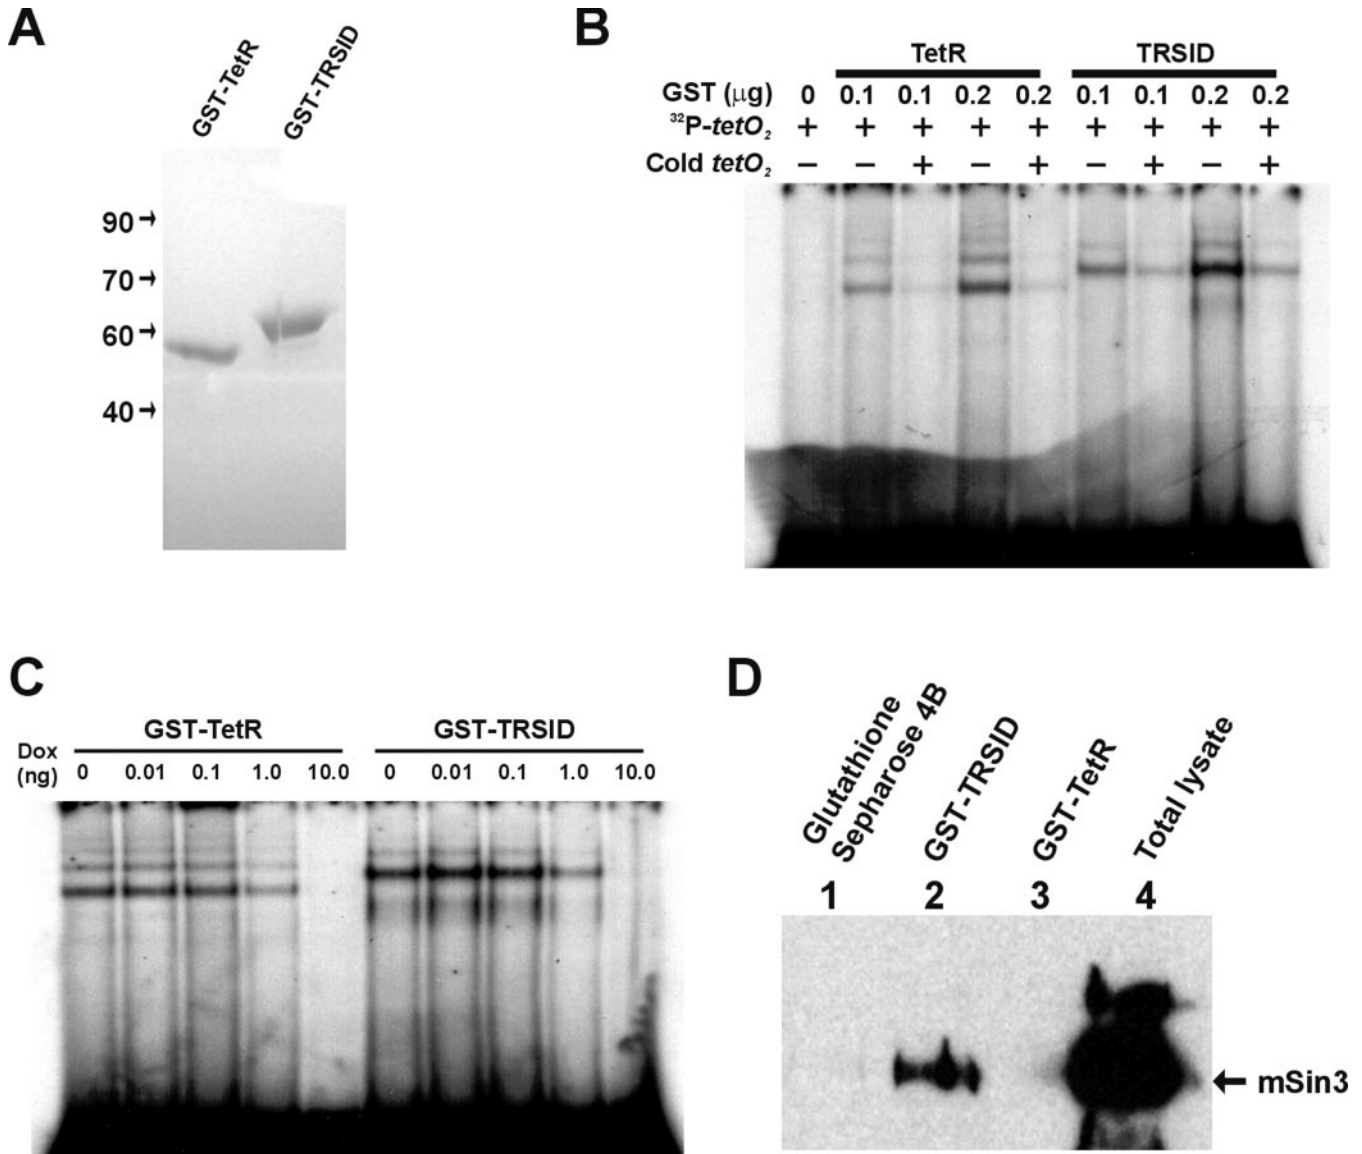 A
GST-TetR
GST-TRSID
90
70
60
40
B
TetR TRSID
GST (μg) 0 0.1 0.1 0.2 0.2 0.1 0.1 0.2 0.2
³²P-tetO₂ + + + + + + + + +
Cold tetO₂ − − + − + − + − +
C
GST-TetR GST-TRSID
Dox
(ng) 0 0.01 0.1 1.0 10.0 0 0.01 0.1 1.0 10.0
D
Glutathione
Sepharose 4B
GST-TRSID
GST-TetR
Total lysate
1 2 3 4
mSin3